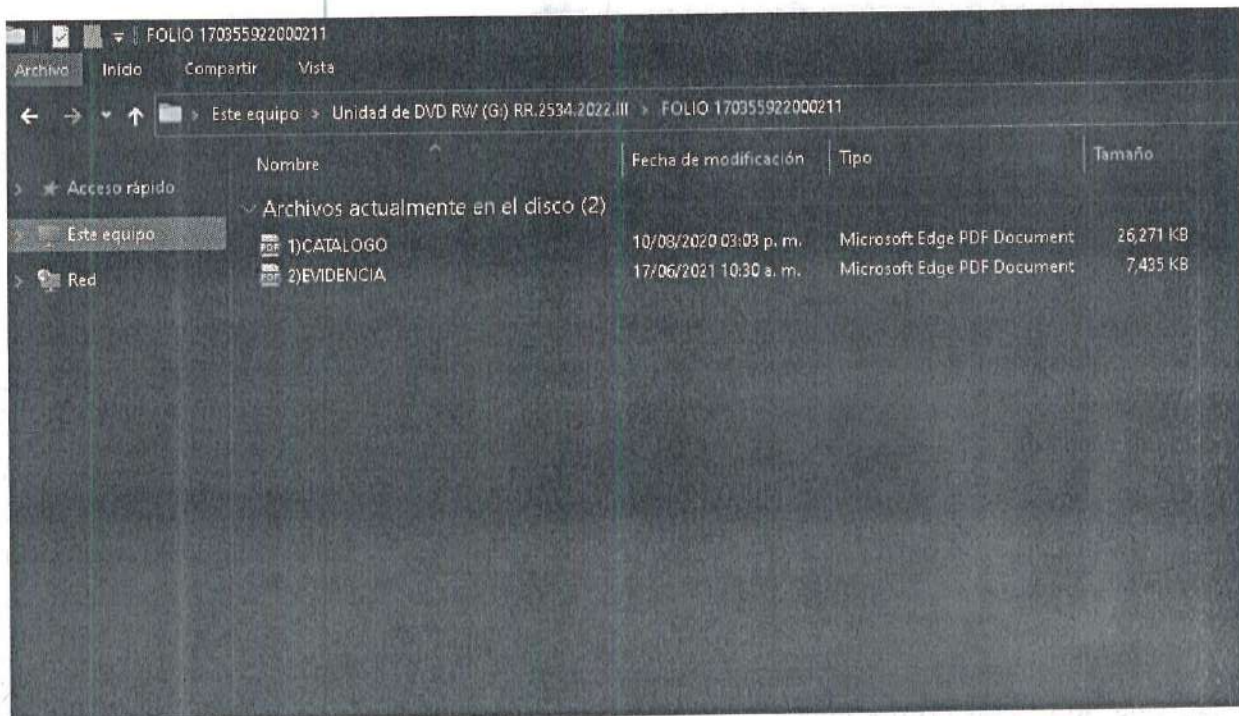 FOLIO 170355922000211
Archivo Inicio Compartir Vista
Este equipo > Unidad de DVD RW (G:) RR.2534.2022.III > FOLIO 170355922000211
Nombre Fecha de modificación Tipo Tamaño
Acceso rápido
Archivos actualmente en el disco (2)
Este equipo
1)CATALOGO 10/08/2020 03:03 p. m. Microsoft Edge PDF Document 26,271 KB
Red
2)EVIDENCIA 17/06/2021 10:30 a. m. Microsoft Edge PDF Document 7,435 KB